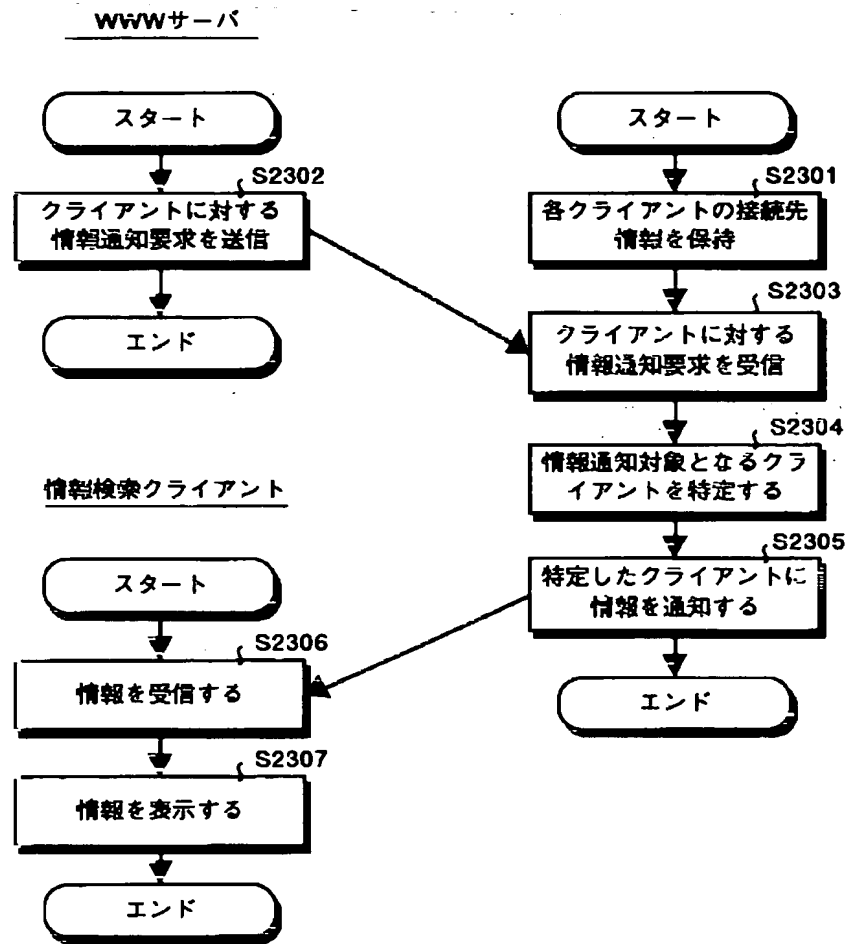 WWWサーバ
スタート
S2302
クライアントに対する
情報通知要求を送信
エンド
情報検索クライアント
スタート
S2306
情報を受信する
S2307
情報を表示する
エンド
スタート
S2301
各クライアントの接続先
情報を保持
S2303
クライアントに対する
情報通知要求を受信
S2304
情報通知対象となるクラ
イアントを特定する
S2305
特定したクライアントに
情報を通知する
エンド